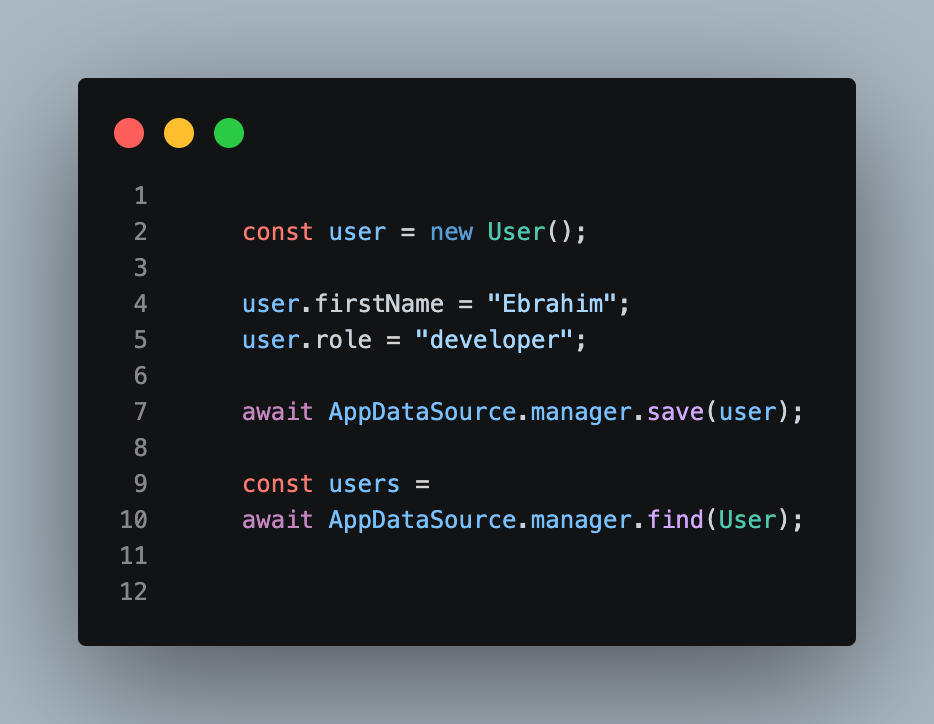 1
2 const user = new User();
3
4 user.firstName = "Ebrahim";
5 user.role = "developer";
6
7 await AppDataSource.manager.save(user);
8
9 const users =
10 await AppDataSource.manager.find(User);
11
12